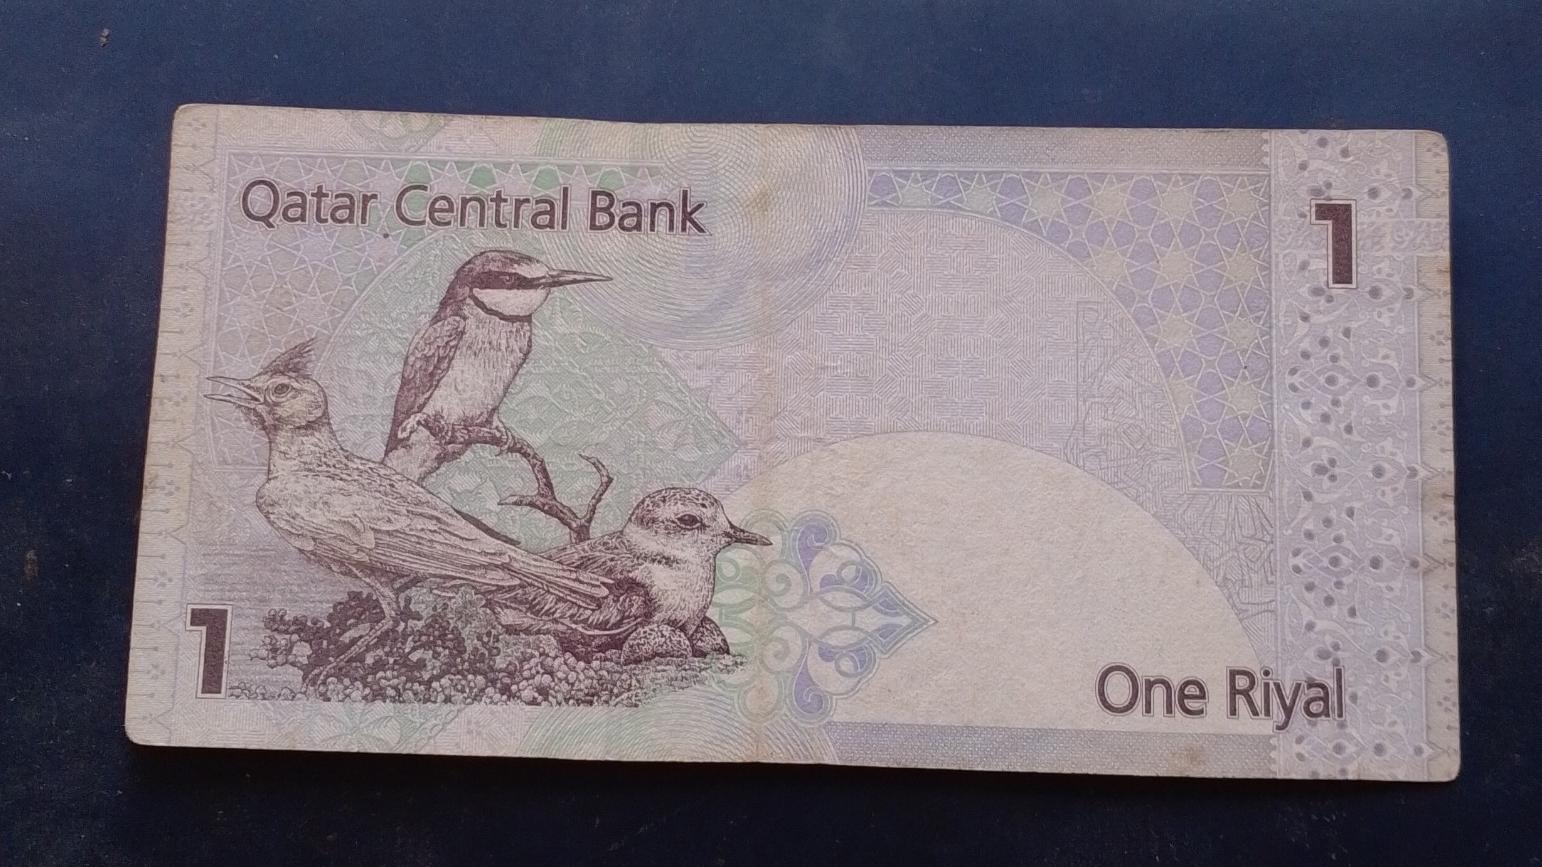 Qatar Central Bank
1
1
One Riyal